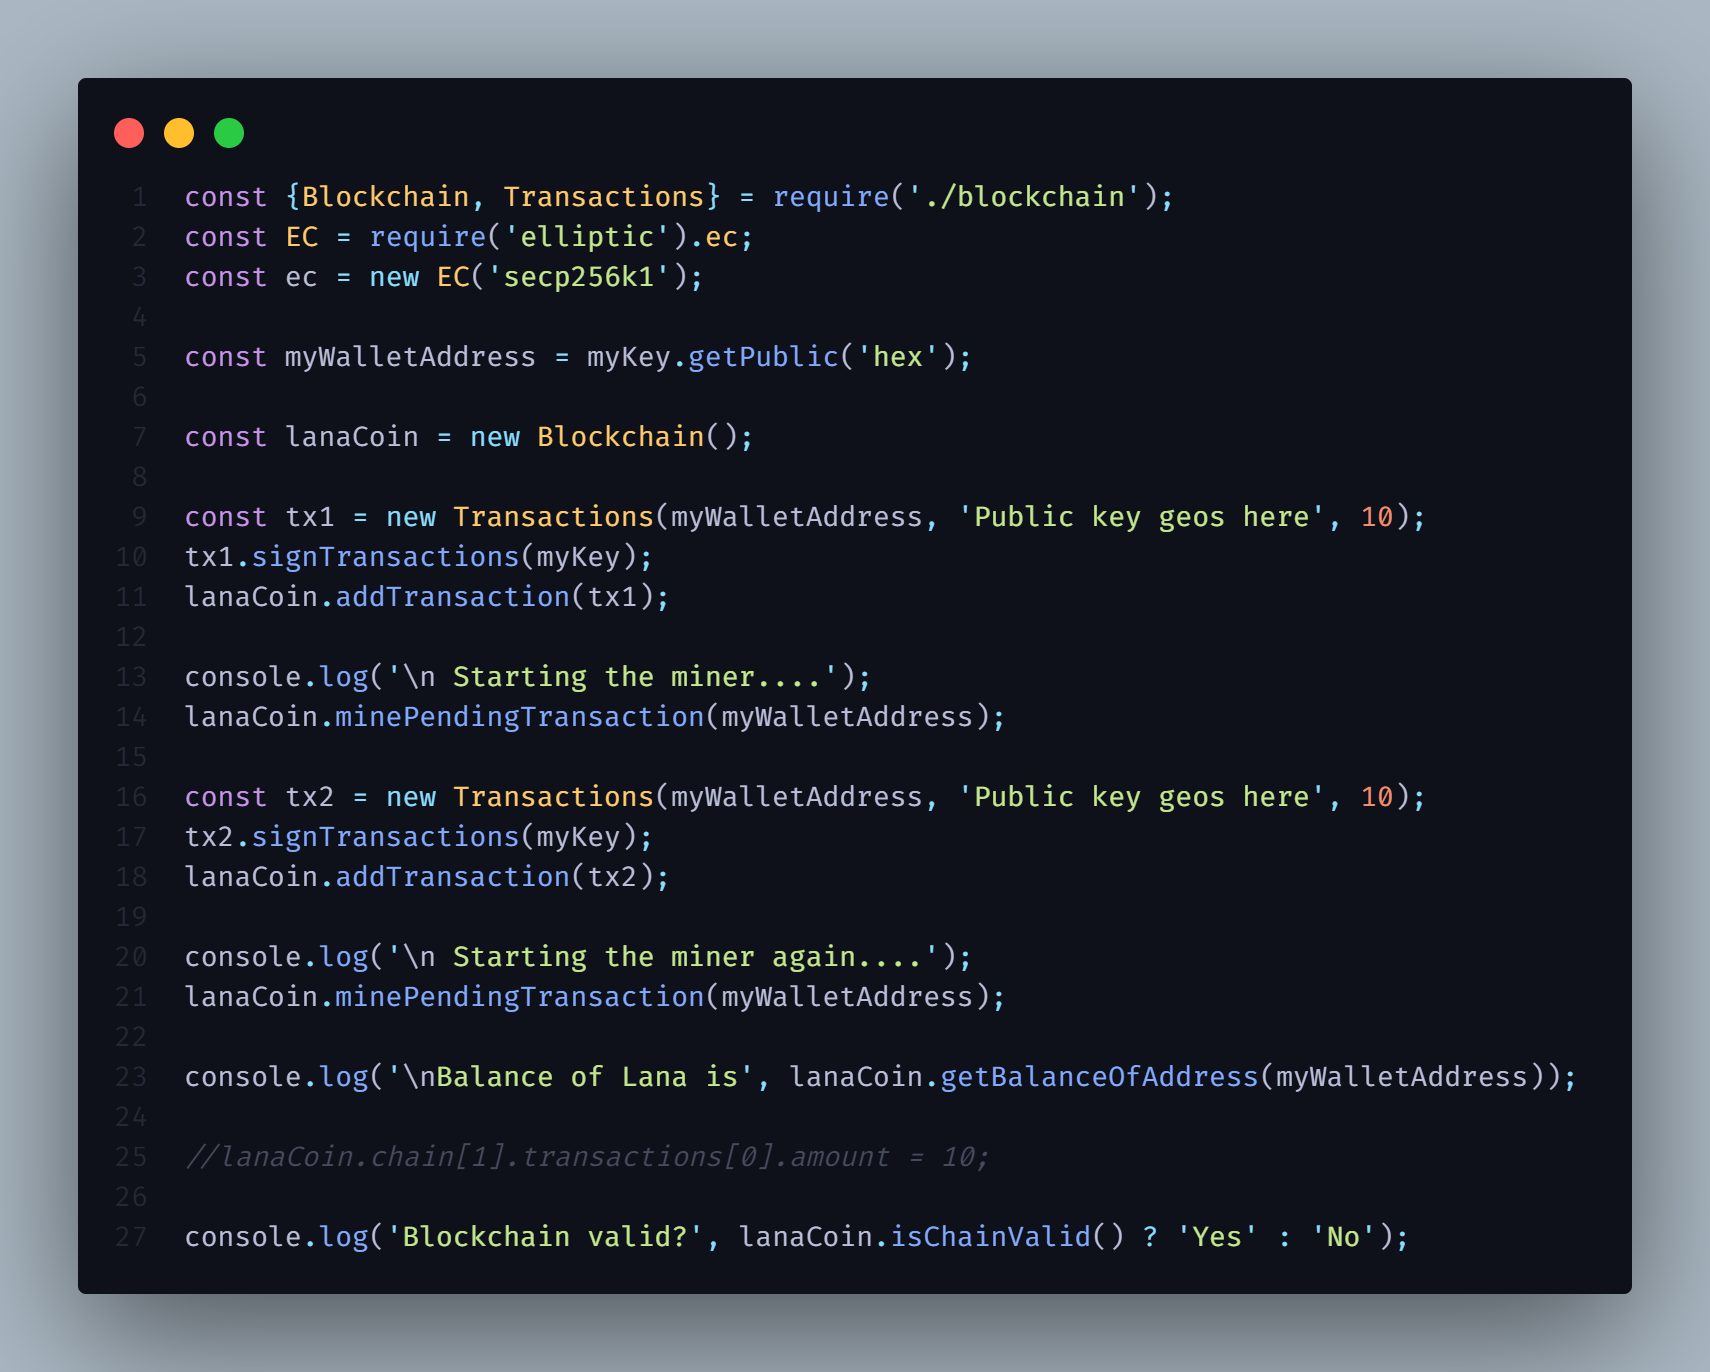 1 const {Blockchain, Transactions} = require('./blockchain');
2 const EC = require('elliptic').ec;
3 const ec = new EC('secp256k1');
4
5 const myWalletAddress = myKey.getPublic('hex');
6
7 const lanaCoin = new Blockchain();
8
9 const tx1 = new Transactions(myWalletAddress, 'Public key geos here', 10);
10 tx1.signTransactions(myKey);
11 lanaCoin.addTransaction(tx1);
12
13 console.log('\n Starting the miner....');
14 lanaCoin.minePendingTransaction(myWalletAddress);
15
16 const tx2 = new Transactions(myWalletAddress, 'Public key geos here', 10);
17 tx2.signTransactions(myKey);
18 lanaCoin.addTransaction(tx2);
19
20 console.log('\n Starting the miner again....');
21 lanaCoin.minePendingTransaction(myWalletAddress);
22
23 console.log('\nBalance of Lana is', lanaCoin.getBalanceOfAddress(myWalletAddress));
24
25 //lanaCoin.chain[1].transactions[0].amount = 10;
26
27 console.log('Blockchain valid?', lanaCoin.isChainValid() ? 'Yes' : 'No');